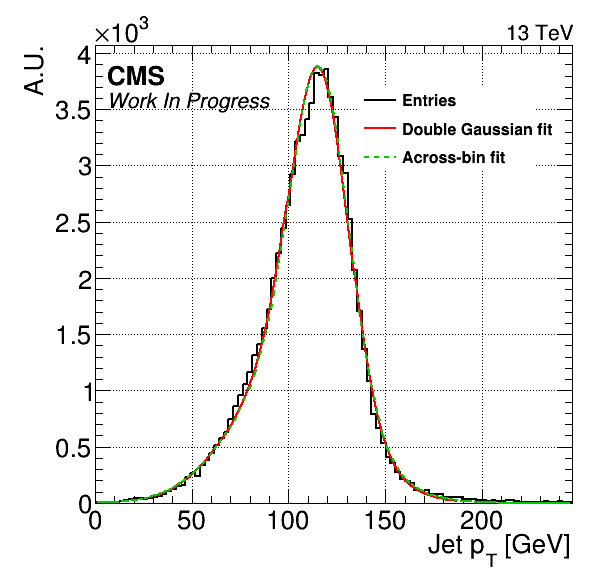 ×10³
13 TeV
A.U.
CMS
Work In Progress
Entries
Double Gaussian fit
Across-bin fit
4
3.5
3
2.5
2
1.5
1
0.5
0
0 50 100 150 200
Jet p_T [GeV]